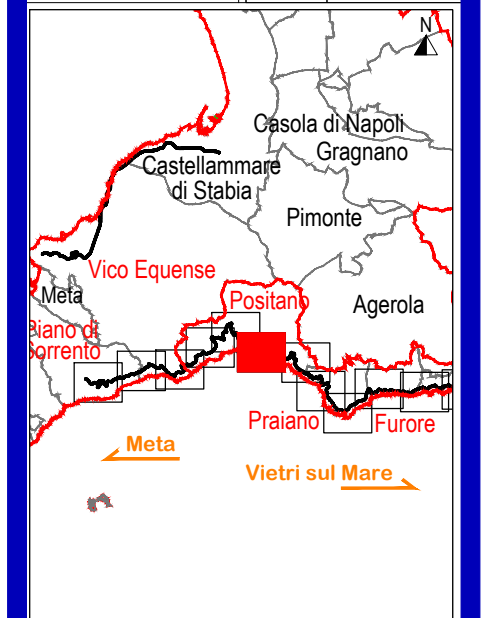 N
Casola di Napoli
Gragnano
Castellammare
di Stabia
Pimonte
Vico Equense
Meta
Positano
Agerola
Piano di
Sorrento
Praiano
Furore
Meta
Vietri sul Mare